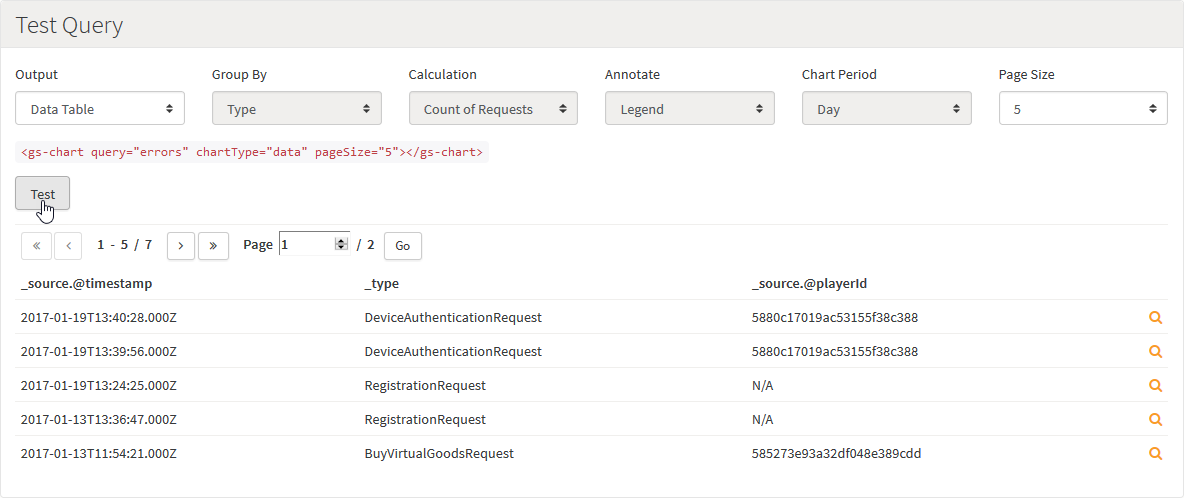 Test Query
Output Group By Calculation Annotate Chart Period Page Size
Data Table Type Count of Requests Legend Day 5
<gs-chart query="errors" chartType="data" pageSize="5"></gs-chart>
Test
« ‹ 1 - 5 / 7 › » Page 1 / 2 Go
_source.@timestamp _type _source.@playerId
2017-01-19T13:40:28.000Z DeviceAuthenticationRequest 5880c17019ac53155f38c388
2017-01-19T13:39:56.000Z DeviceAuthenticationRequest 5880c17019ac53155f38c388
2017-01-19T13:24:25.000Z RegistrationRequest N/A
2017-01-13T13:36:47.000Z RegistrationRequest N/A
2017-01-13T11:54:21.000Z BuyVirtualGoodsRequest 585273e93a32df048e389cdd